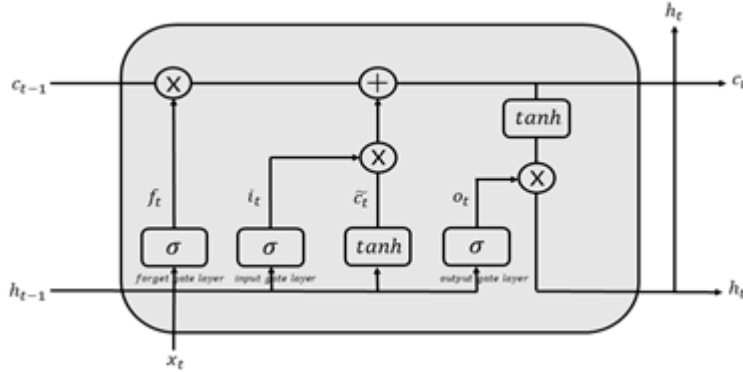 h_t
c_{t-1}
×
+
c_t
tanh
×
×
f_t
i_t
c̃_t
o_t
σ
σ
tanh
σ
forget gate layer
input gate layer
output gate layer
h_{t-1}
h_t
x_t